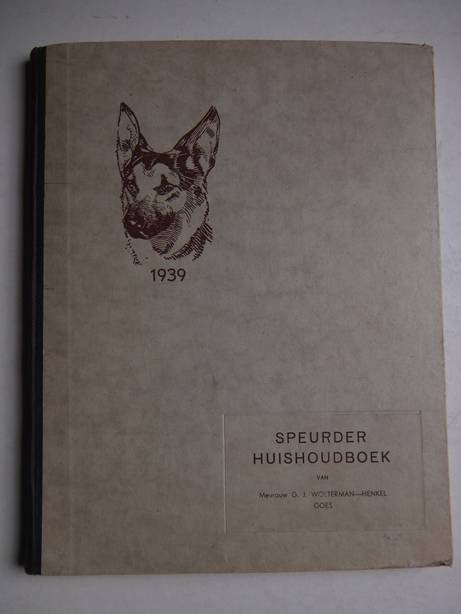 1939
SPEURDER
HUISHOUDBOEK
VAN
Mevrouw G. J. WOLTERMAN—HENKEL
GOES